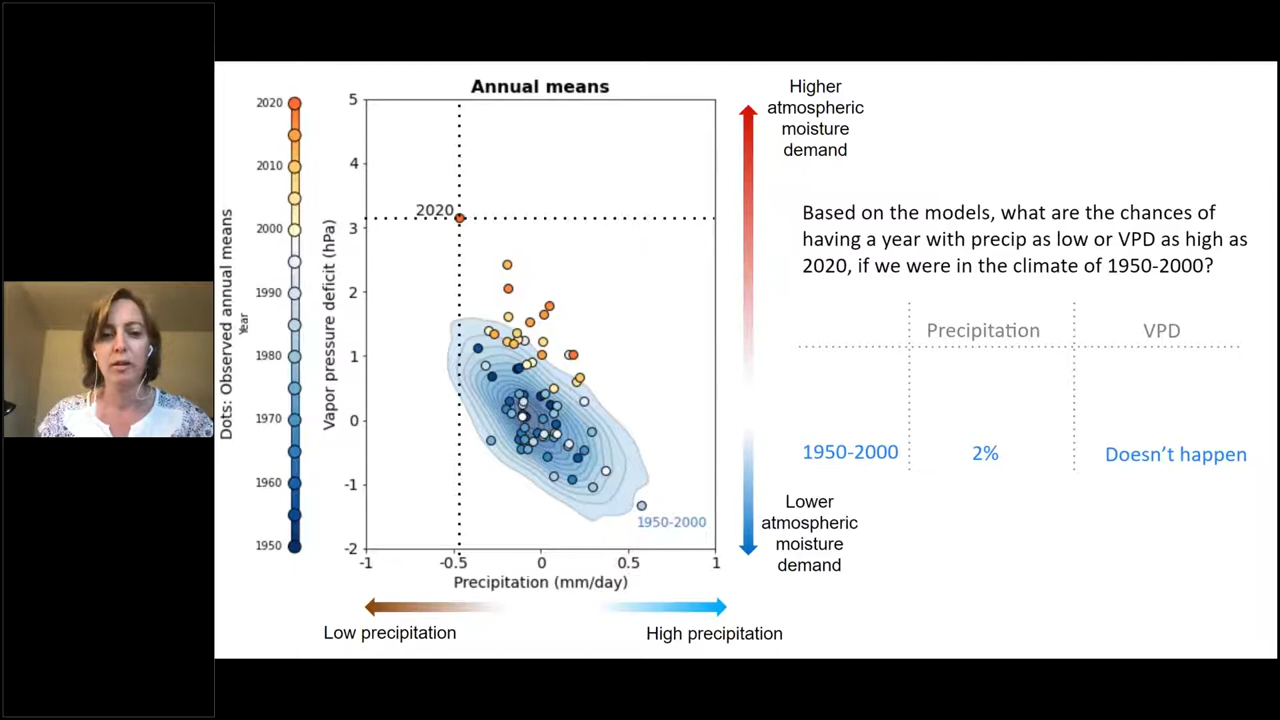 Annual means
2020
2010
2000
1990
1980
1970
1960
1950
Year
Dots: Observed annual means
5
4
3
2
1
0
-1
-2
Vapor pressure deficit (hPa)
2020
1950-2000
-1
-0.5
0
0.5
1
Precipitation (mm/day)
Low precipitation
High precipitation
Higher
atmospheric
moisture
demand
Lower
atmospheric
moisture
demand
Based on the models, what are the chances of
having a year with precip as low or VPD as high as
2020, if we were in the climate of 1950-2000?
Precipitation
VPD
1950-2000
2%
Doesn't happen